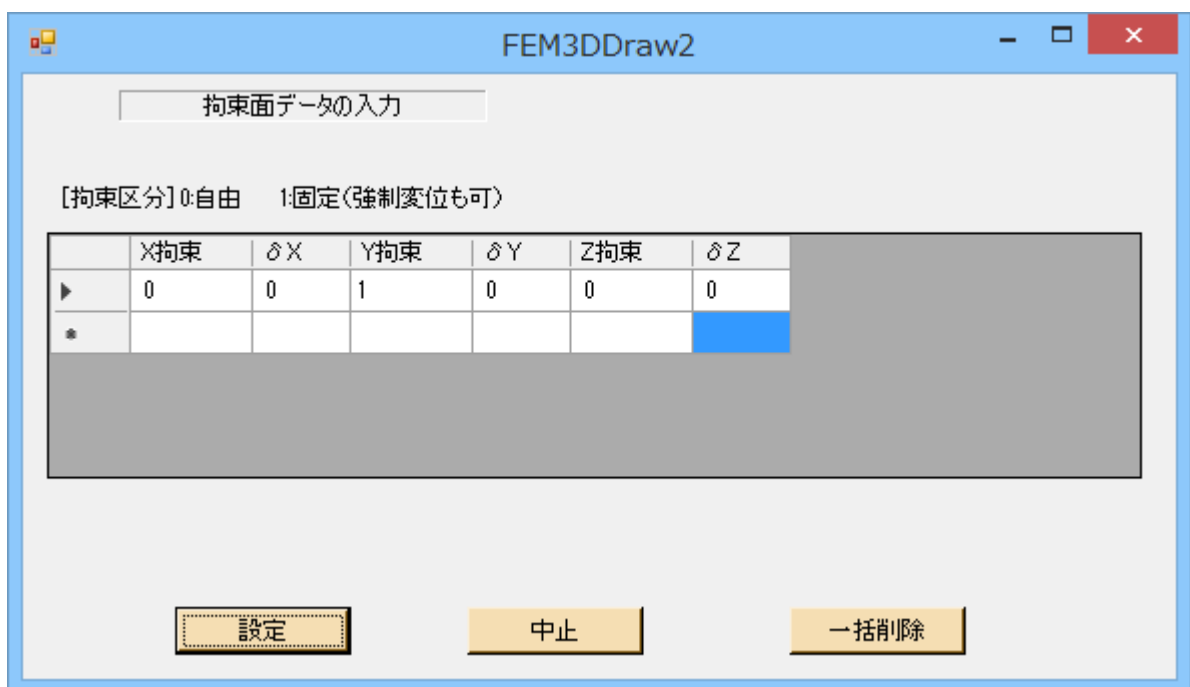 FEM3DDraw2
拘束面データの入力
[拘束区分] 0:自由 1:固定(強制変位も可)
X拘束 δX Y拘束 δY Z拘束 δZ
0 0 1 0 0 0
設定 中止 一括削除